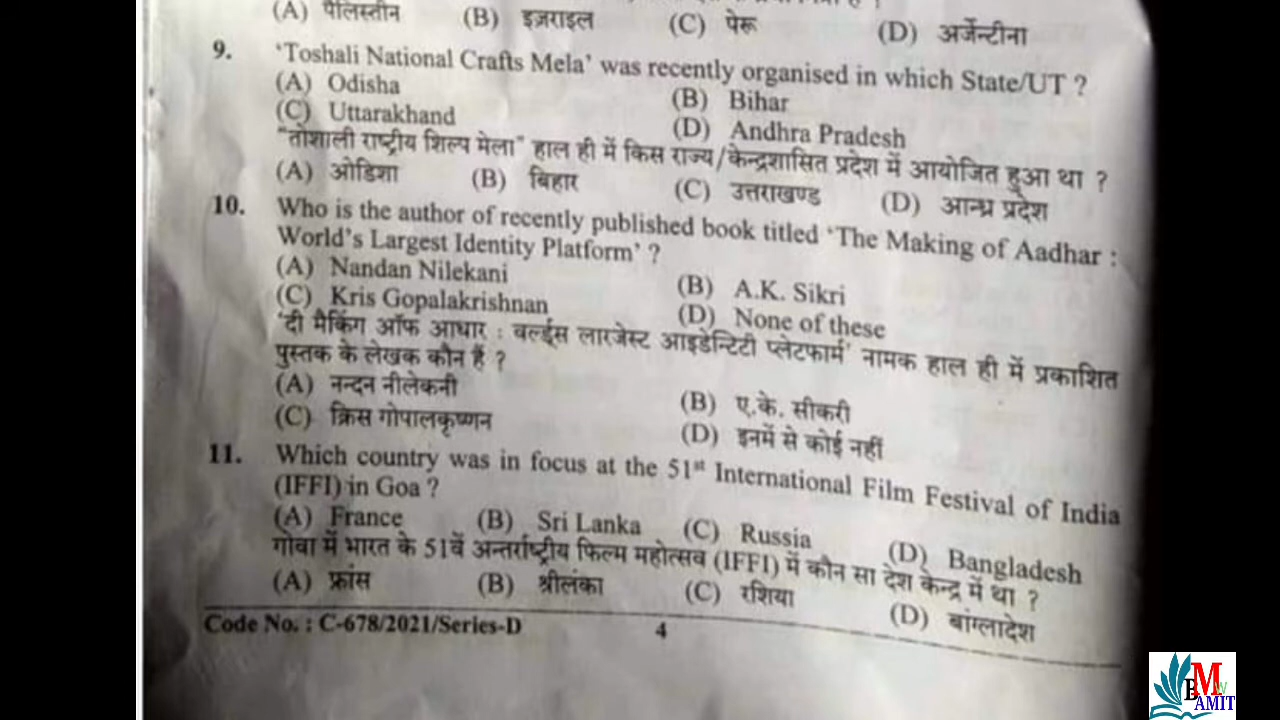 (A) पैलिस्तीन (B) इज़राइल (C) पेरू (D) अर्जेन्टीना
9. ‘Toshali National Crafts Mela’ was recently organised in which State/UT ?
(A) Odisha (B) Bihar
(C) Uttarakhand (D) Andhra Pradesh
“तोशाली राष्ट्रीय शिल्प मेला” हाल ही में किस राज्य/केन्द्रशासित प्रदेश में आयोजित हुआ था ?
(A) ओडिशा (B) बिहार (C) उत्तराखण्ड (D) आन्ध्र प्रदेश
10. Who is the author of recently published book titled ‘The Making of Aadhar :
World’s Largest Identity Platform’ ?
(A) Nandan Nilekani (B) A.K. Sikri
(C) Kris Gopalakrishnan (D) None of these
‘दी मैकिंग ऑफ आधार : वर्ल्ड्स लारजेस्ट आइडेन्टिटी प्लेटफार्म’ नामक हाल ही में प्रकाशित
पुस्तक के लेखक कौन हैं ?
(A) नन्दन नीलेकनी (B) ए.के. सीकरी
(C) क्रिस गोपालकृष्णन (D) इनमें से कोई नहीं
11. Which country was in focus at the 51st International Film Festival of India
(IFFI) in Goa ?
(A) France (B) Sri Lanka (C) Russia (D) Bangladesh
गोवा में भारत के 51वें अन्तर्राष्ट्रीय फिल्म महोत्सव (IFFI) में कौन सा देश केन्द्र में था ?
(A) फ्रांस (B) श्रीलंका (C) रशिया (D) बांग्लादेश
Code No. : C-678/2021/Series-D 4
BMW
AMIT